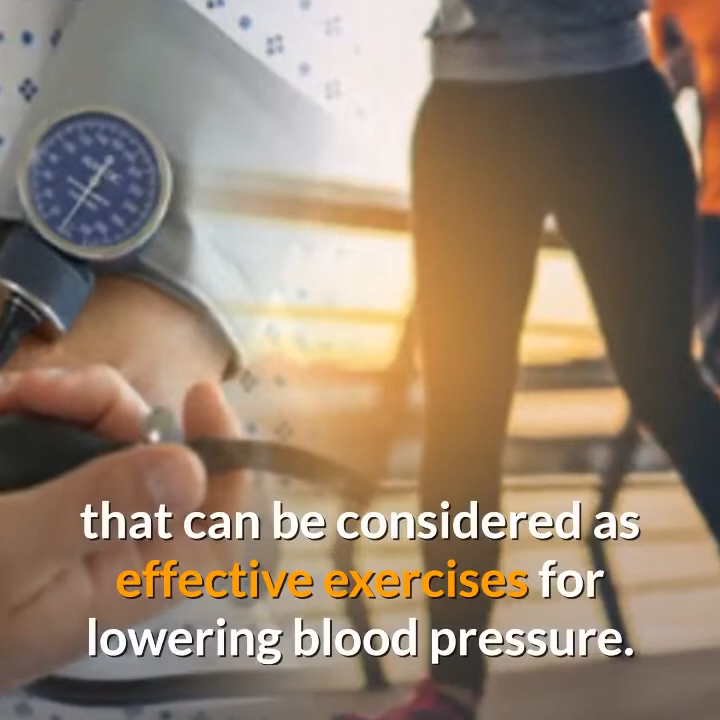 that can be considered as
effective exercises for
lowering blood pressure.